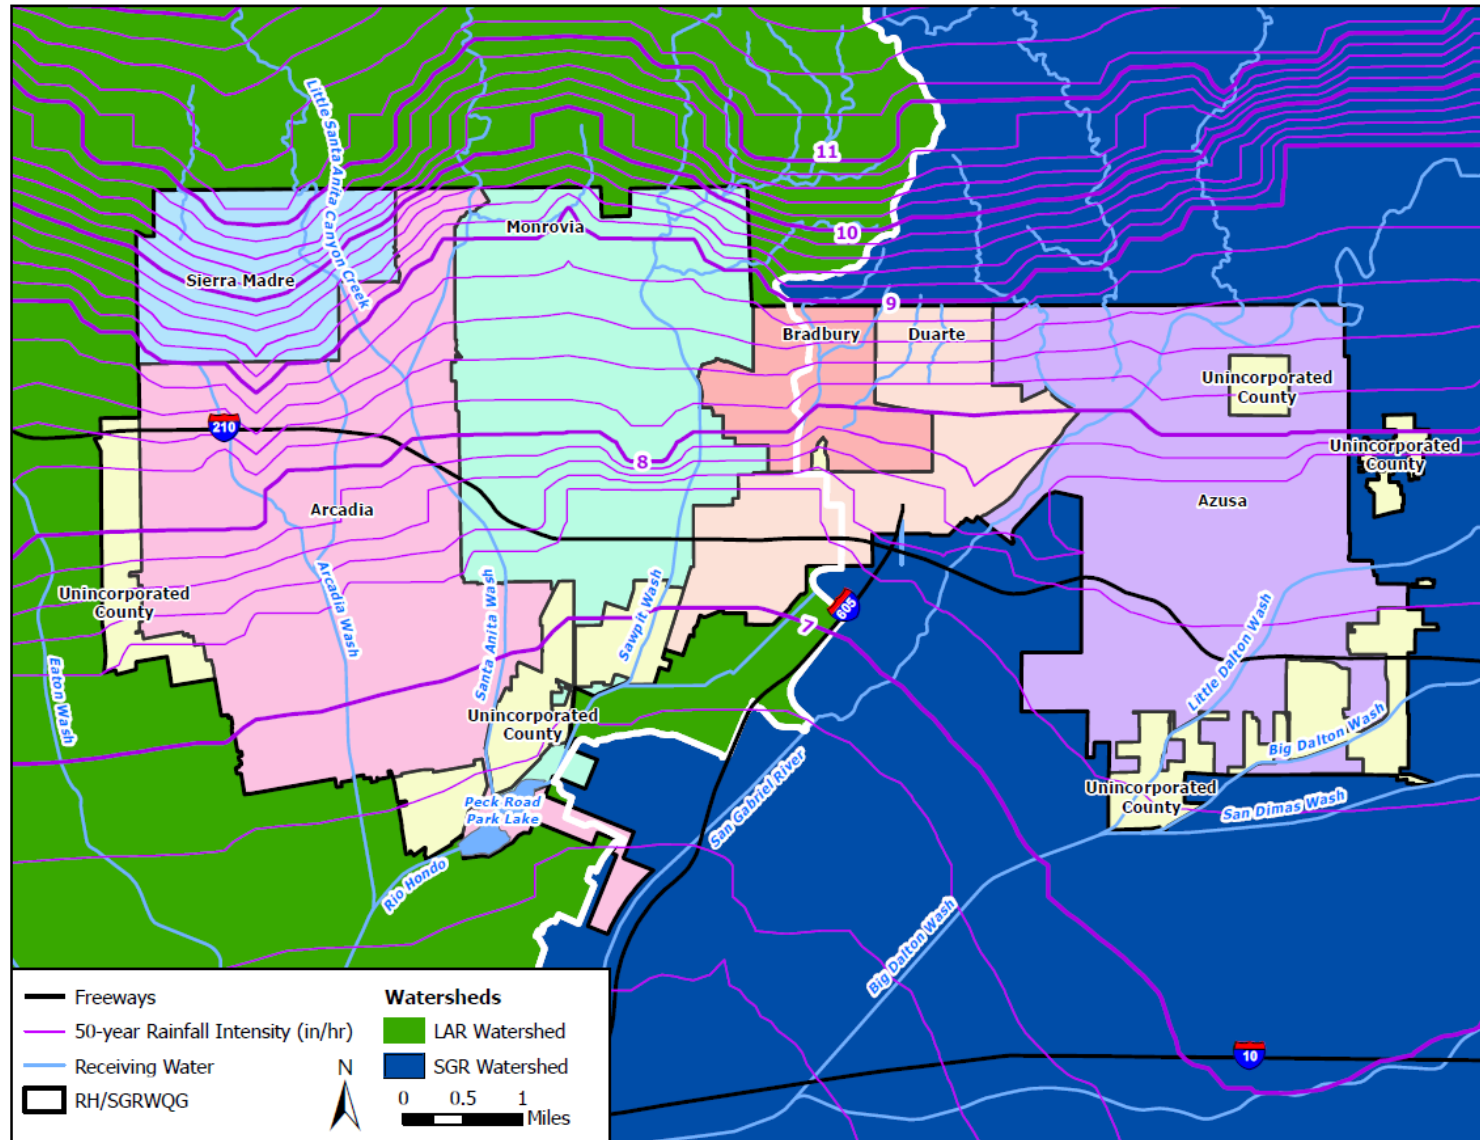 Little Santa Anita Canyon Creek
11
10
Monrovia
Sierra Madre
9
Bradbury
Duarte
Unincorporated
County
210
8
Unincorporated
County
Arcadia
Azusa
Unincorporated
County
Arcadia Wash
Santa Anita Wash
Sawpit Wash
605
7
Little Dalton Wash
Eaton Wash
Unincorporated
County
Big Dalton Wash
Unincorporated
County
Peck Road
Park Lake
San Gabriel River
San Dimas Wash
Rio Hondo
Big Dalton Wash
10
Freeways
50-year Rainfall Intensity (in/hr)
Receiving Water
RH/SGRWQG
Watersheds
LAR Watershed
SGR Watershed
N
0 0.5 1
Miles